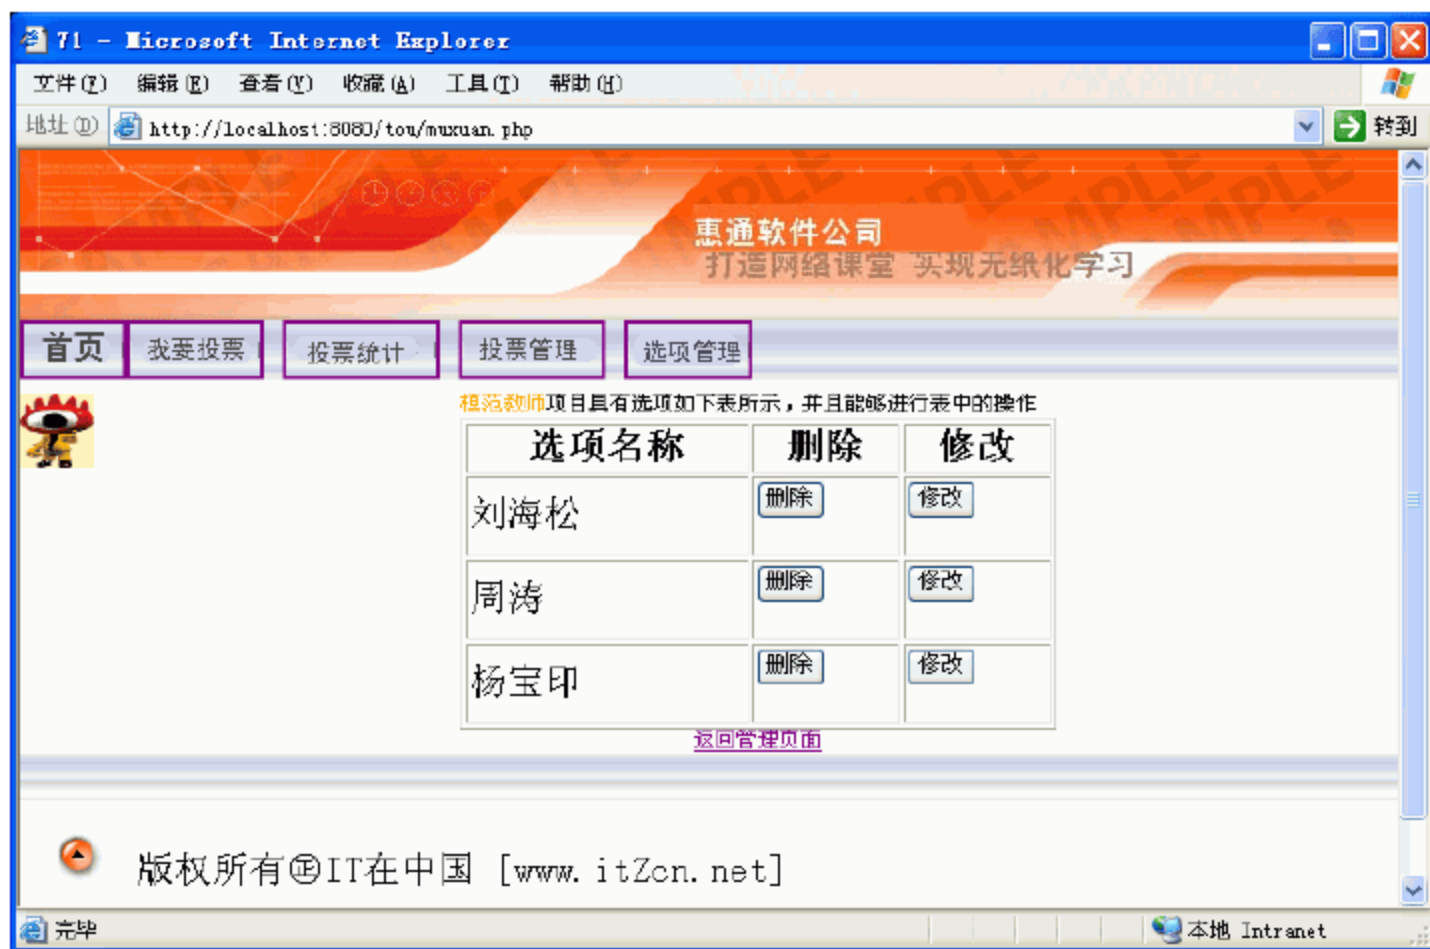 71 - Microsoft Internet Explorer
文件(F) 编辑(E) 查看(V) 收藏(A) 工具(T) 帮助(H)
地址(D) http://localhost:8080/tou/muxuan.php 转到
惠通软件公司
打造网络课堂 实现无纸化学习
首页 我要投票 投票统计 投票管理 选项管理
模范教师项目具有选项如下表所示，并且能够进行表中的操作
选项名称 删除 修改
刘海松 删除 修改
周涛 删除 修改
杨宝印 删除 修改
返回管理页面
版权所有㊣IT在中国 [www.itZcn.net]
完毕 本地 Intranet